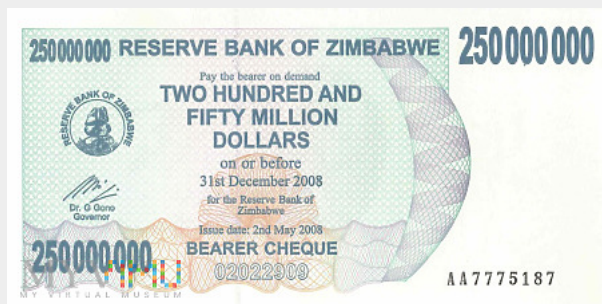 250000000 RESERVE BANK OF ZIMBABWE 250000000
Pay the bearer on demand
TWO HUNDRED AND
FIFTY MILLION
DOLLARS
on or before
31st December 2008
for the Reserve Bank of
Zimbabwe
RESERVE BANK OF ZIMBABWE
Dr. G Gono
Governor
Issue date: 2nd May 2008
250000000 BEARER CHEQUE
02022909
AA7775187
MY VIRTUAL MUSEUM